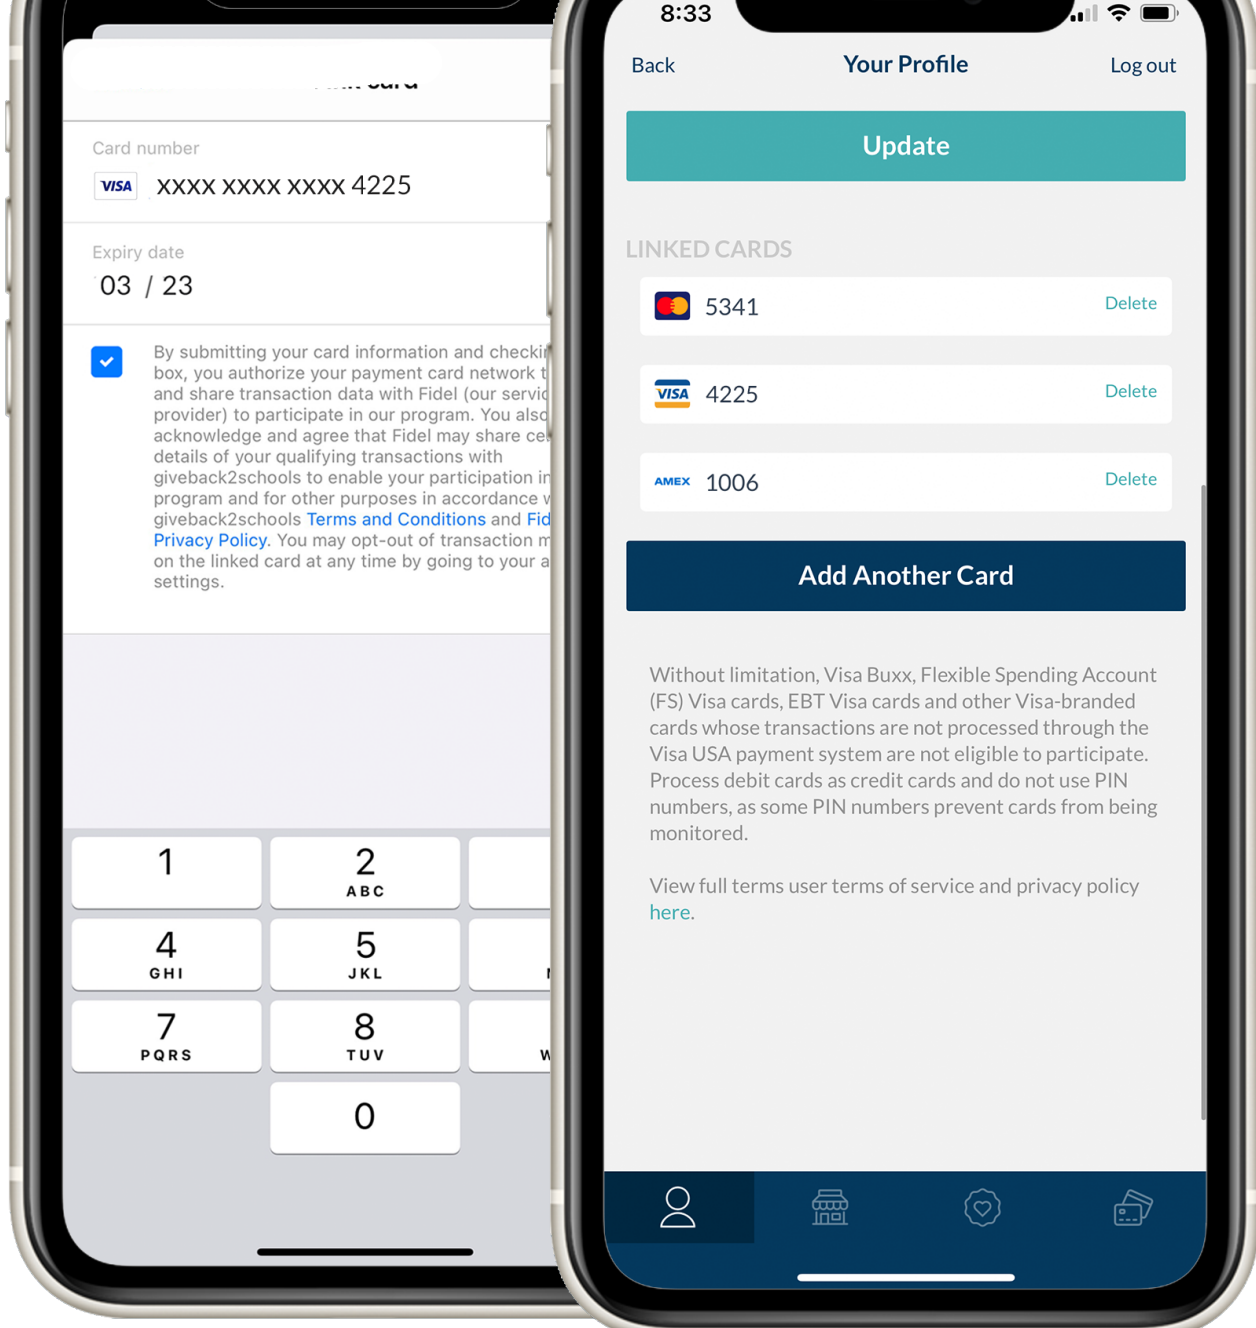 Card
Card number
VISA xxxx xxxx xxxx 4225
Expiry date
03 / 23
By submitting your card information and
box, you authorize your payment card network
and share transaction data with Fidel (our
provider) to participate in our program. You also
acknowledge and agree that Fidel may share
details of your qualifying transactions with
giveback2schools to enable your participation in
program and for other purposes in accordance
giveback2schools Terms and Conditions and
Privacy Policy. You may opt-out of transaction
on the linked card at any time by going to your
settings.
1
2
ABC
4
GHI
5
JKL
7
PQRS
8
TUV
W
0
8:33
Back
Your Profile
Log out
Update
LINKED CARDS
5341
Delete
VISA 4225
Delete
AMEX 1006
Delete
Add Another Card
Without limitation, Visa Buxx, Flexible Spending Account
(FS) Visa cards, EBT Visa cards and other Visa-branded
cards whose transactions are not processed through the
Visa USA payment system are not eligible to participate.
Process debit cards as credit cards and do not use PIN
numbers, as some PIN numbers prevent cards from being
monitored.
View full terms user terms of service and privacy policy
here.